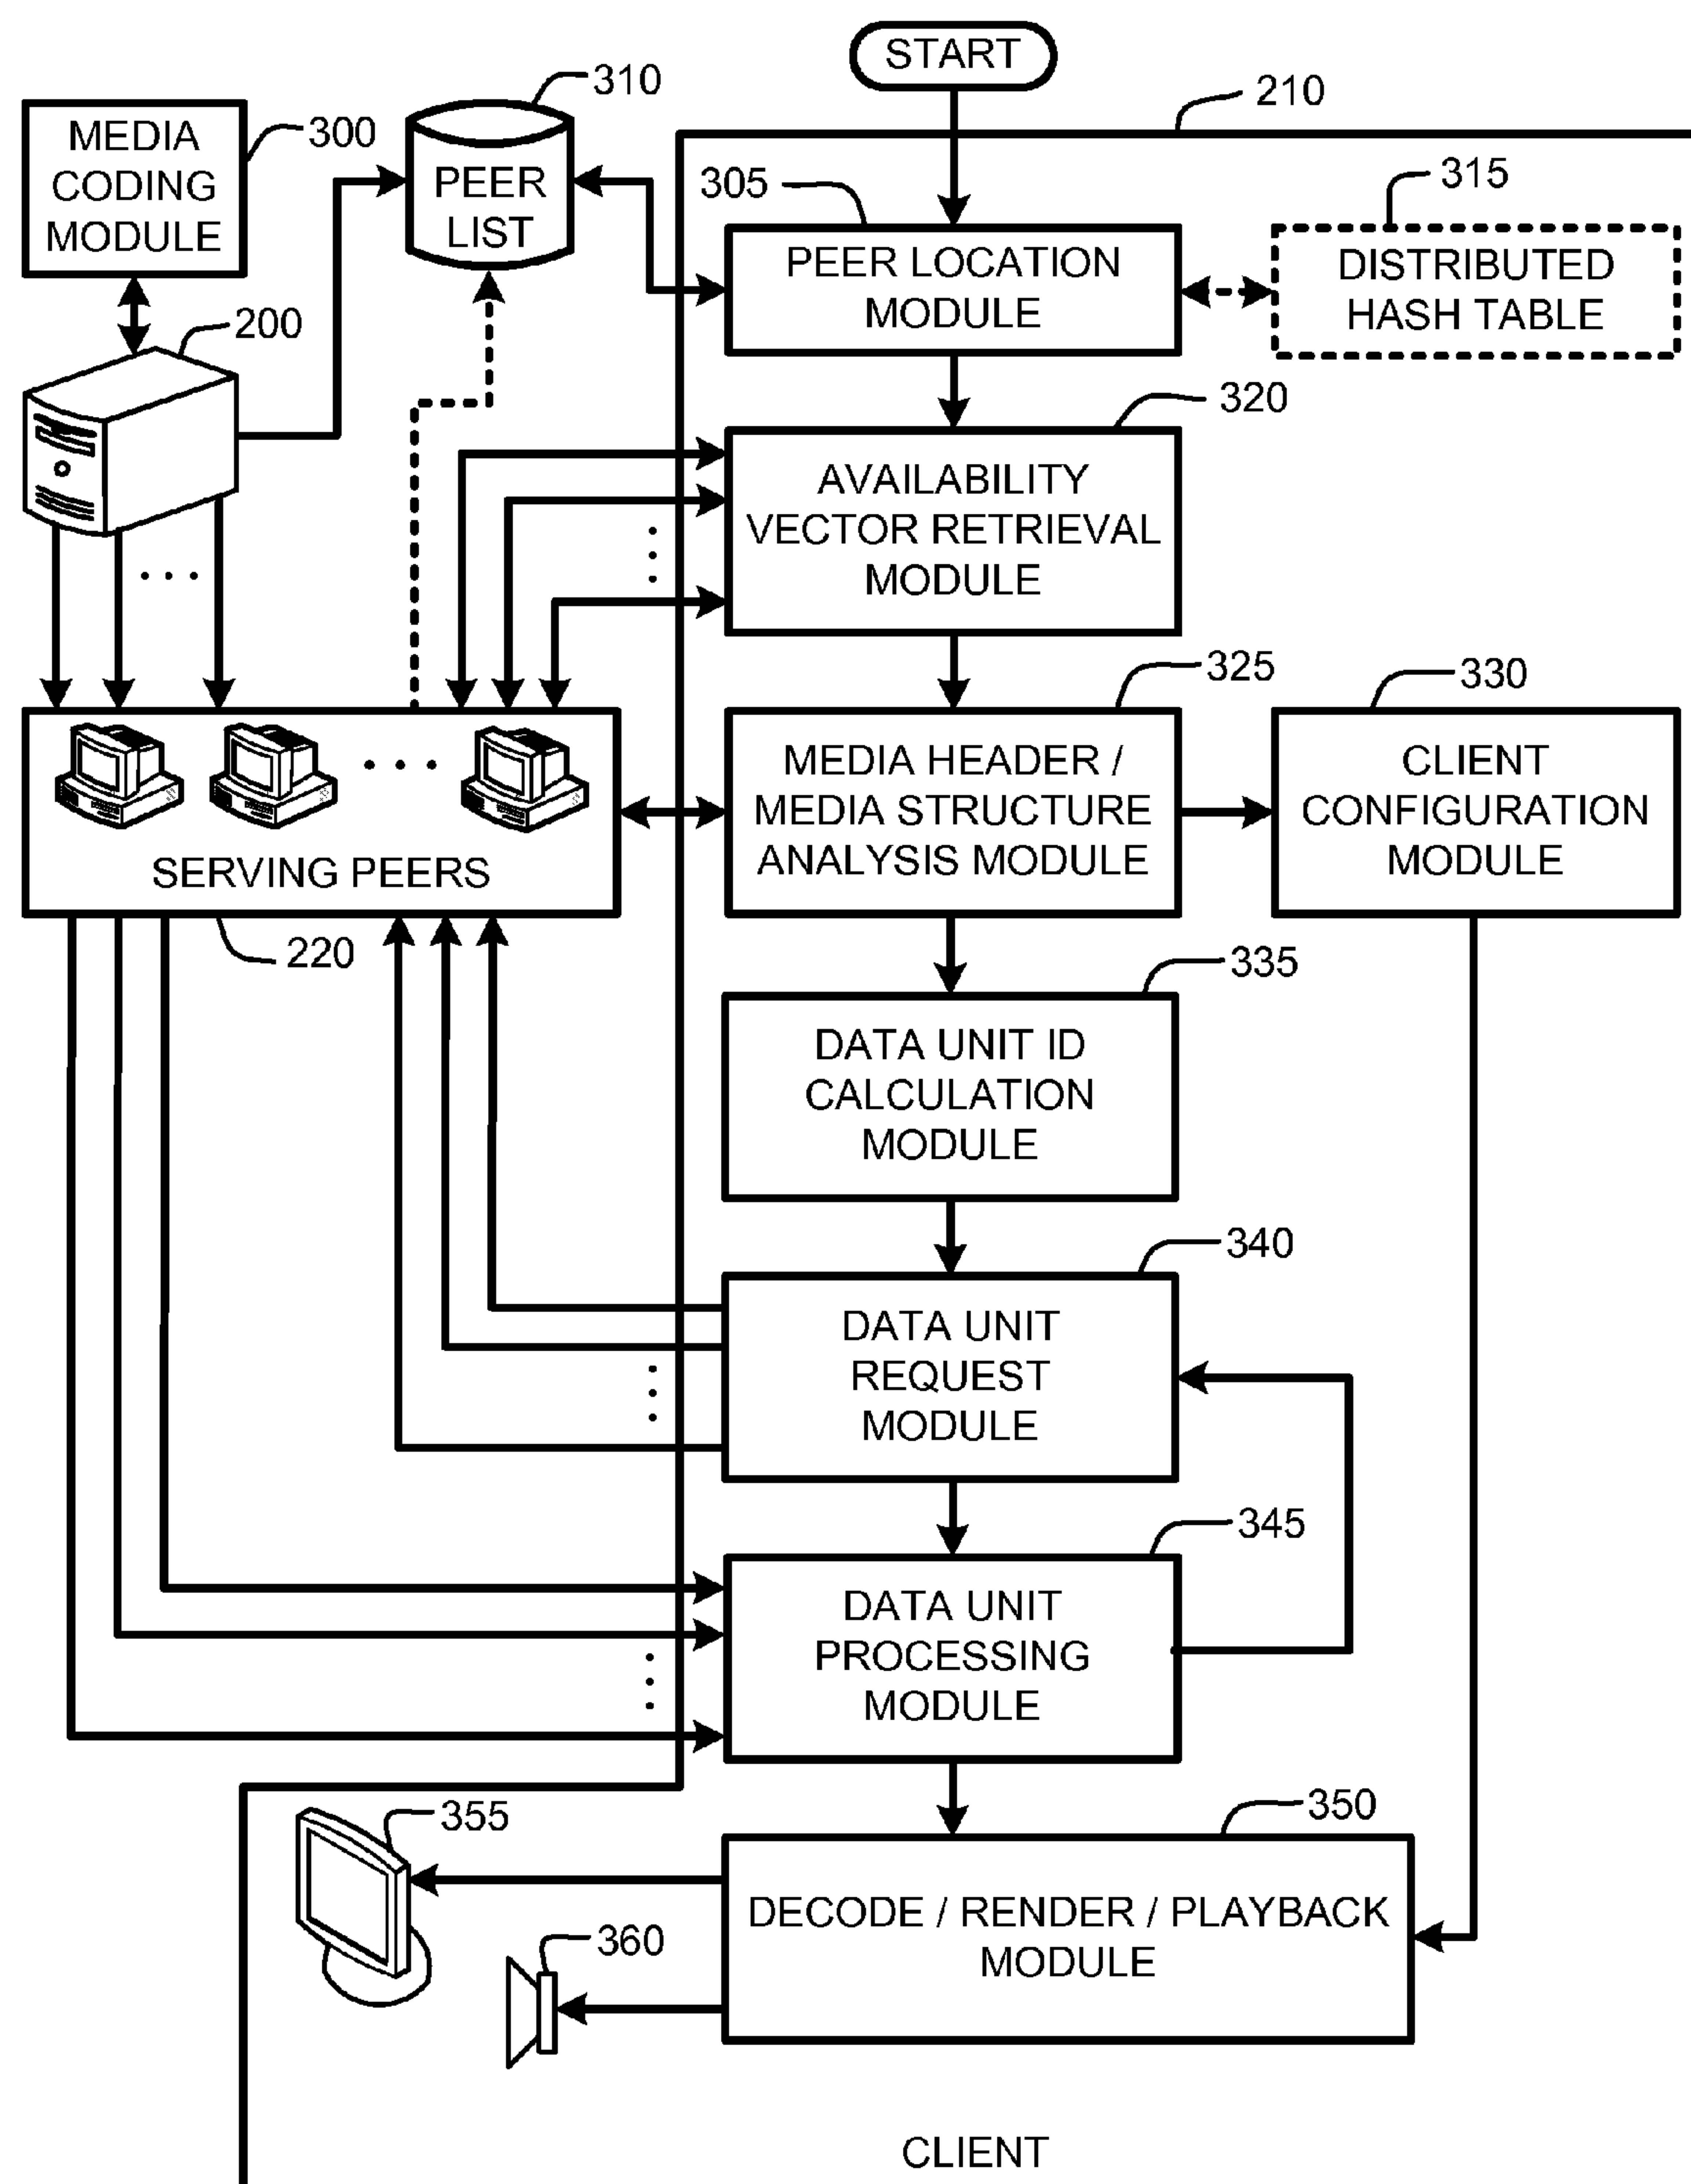 START
310
210
MEDIA
CODING
MODULE
300
PEER
LIST
305
315
PEER LOCATION
MODULE
DISTRIBUTED
HASH TABLE
200
320
AVAILABILITY
VECTOR RETRIEVAL
MODULE
. . .
325
330
MEDIA HEADER /
MEDIA STRUCTURE
ANALYSIS MODULE
CLIENT
CONFIGURATION
MODULE
. . .
SERVING PEERS
220
335
DATA UNIT ID
CALCULATION
MODULE
340
DATA UNIT
REQUEST
MODULE
345
DATA UNIT
PROCESSING
MODULE
355
350
DECODE / RENDER / PLAYBACK
MODULE
360
CLIENT